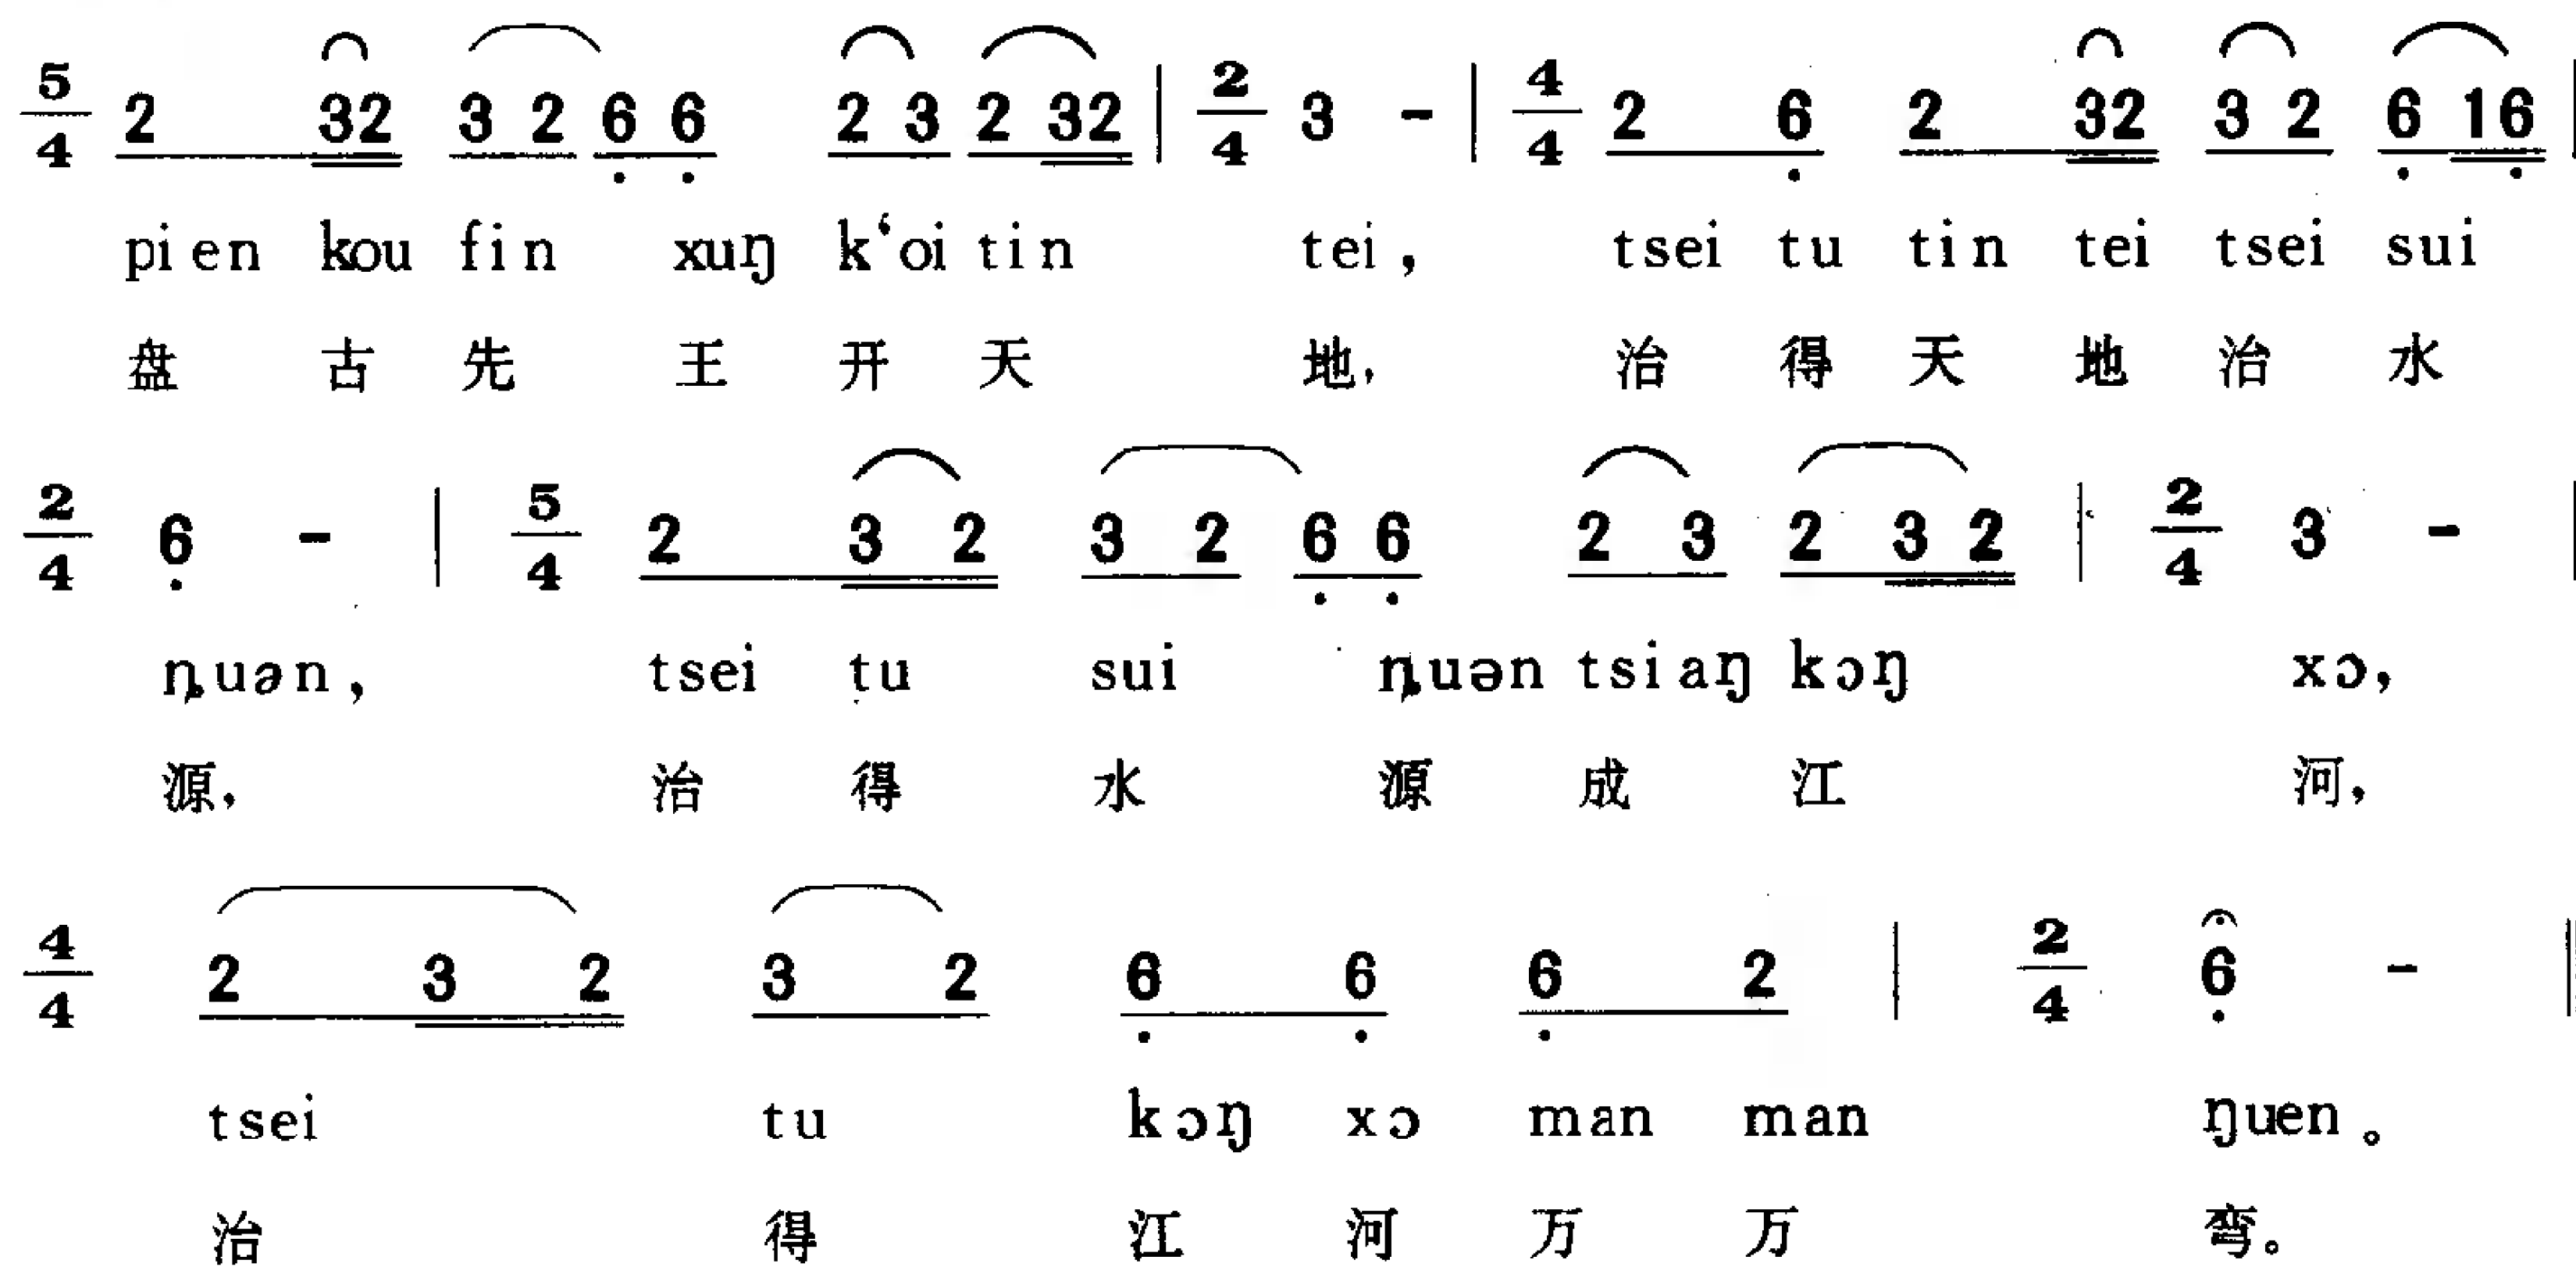 5/4 2 32 3 2 6 6 2 3 2 32 | 2/4 3 - | 4/4 2 6 2 32 3 2 6 16 |
pien kou fin xuŋ k‘oi tin tei, tsei tu tin tei tsei sui
盘 古 先 王 开 天 地, 治 得 天 地 治 水
2/4 6 - | 5/4 2 3 2 3 2 6 6 2 3 2 3 2 | 2/4 3 - |
ȵuən, tsei tu sui ȵuən tsiaŋ kɔŋ xɔ,
源, 治 得 水 源 成 江 河,
4/4 2 3 2 3 2 6 6 6 2 | 2/4 6 - ‖
tsei tu kɔŋ xɔ man man ŋuen。
治 得 江 河 万 万 弯。